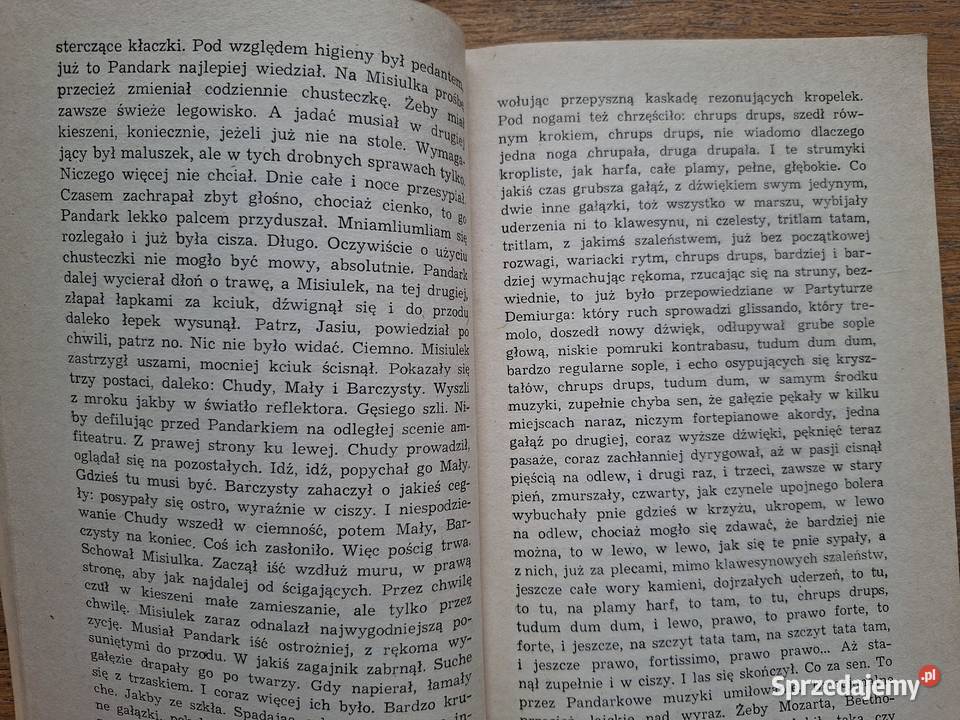 sterczące kłaczki. Pod względem higieny był pedantem,
już to Pandark najlepiej wiedział. Na Misiulka prośbę
przecież zmieniał codziennie chusteczkę. Żeby miał
zawsze świeże legowisko. A jadać musiał w drugiej
kieszeni, koniecznie, jeżeli już nie na stole. Wymaga-
jący był maluszek, ale w tych drobnych sprawach tylko.
Niczego więcej nie chciał. Dnie całe i noce przesypiał.
Czasem zachrapał zbyt głośno, chociaż cienko, to go
Pandark lekko palcem przyduszał. Mniamliumliam się
rozlegało i już była cisza. Długo. Oczywiście o użyciu
chusteczki nie mogło być mowy, absolutnie. Pandark
dalej wycierał dłoń o trawę, a Misiulek, na tej drugiej,
złapał łapkami za kciuk, dźwignął się i do przodu
daleko łepek wysunął. Patrz, Jasiu, powiedział po
chwili, patrz no. Nic nie było widać. Ciemno. Misiulek
zastrzygł uszami, mocniej kciuk ścisnął. Pokazały się
trzy postaci, daleko: Chudy, Mały i Barczysty. Wyszli
z mroku jakby w światło reflektora. Gęsiego szli. Ni-
by defilując przed Pandarkiem na odległej scenie am-
fiteatru. Z prawej strony ku lewej. Chudy prowadził,
oglądał się na pozostałych. Idź, idź, popychał go Mały.
Gdzieś tu musi być. Barczysty zahaczył o jakieś ceg-
ły: posypały się ostro, wyraźnie w ciszy. I niespodzie-
wanie Chudy wszedł w ciemność, potem Mały, Bar-
czysty na koniec. Coś ich zasłoniło. Więc pościg trwa.
Schował Misiulka. Zaczął iść wzdłuż muru, w prawą
stronę, aby jak najdalej od ścigających. Przez chwilę
czuł w kieszeni małe zamieszanie, ale tylko przez
chwilę. Misiulek zaraz odnalazł najwygodniejszą po-
zycję. Musiał Pandark iść ostrożniej, z rękoma wy-
suniętymi do przodu. W jakiś zagajnik zabrnął. Suche
gałęzie drapały go po twarzy. Gdy napierał, łamały
się z trzaskiem. I coraz więcej ich było. Bardzo kru-
che. Jakby ze szkła. Spadając
ne gałązki,
wołując przepyszną kaskadę rezonujących kropelek.
Pod nogami też chrzęściło: chrups drups, szedł rów-
nym krokiem, chrups drups, nie wiadomo dlaczego
jedna noga chrupała, druga drupała. I te strumyki
kropliste, jak harfa, całe plamy, pełne, głębokie. Co
jakiś czas grubsza gałąź, z dźwiękiem swym jedynym,
dwie inne gałązki, toż wszystko w marszu, wybijały
uderzenia ni to klawesynu, ni czelesty, tritlam tatam,
tritlam, z jakimś szaleństwem, już bez początkowej
rozwagi, wariacki rytm, chrups drups, bardziej i bar-
dziej wymachując rękoma, rzucając się na struny, bez-
wiednie, to już było przepowiedziane w Partyturze
Demiurga: który ruch sprowadzi glissando, który tre-
molo, doszedł nowy dźwięk, odłupywał grube sople
głową, niskie pomruki kontrabasu, tudum dum dum,
bardzo regularne sople, i echo osypujących się krysz-
tałów, chrups drups, tudum dum, w samym środku
muzyki, zupełnie chyba sen, że gałęzie pękały w kilku
miejscach naraz, niczym fortepianowe akordy, jedna
gałąź po drugiej, coraz wyższe dźwięki, pęknięć teraz
pasaże, coraz zachłanniej dyrygował, aż w pasji cisnął
pięścią na odlew, i drugi raz, i trzeci, zawsze w stary
pień, zmurszały, czwarty, jak czynele upojnego bolera
wybuchały pnie gdzieś w krzyżu, ukropem, w lewo
na odlew, chociaż mogło się zdawać, że bardziej nie
można, to w lewo, w lewo, jak się te pnie sypały, a
z nich, już za plecami, mimo klawesynowych szaleństw,
jeszcze całe wory kamieni, dojrzałych uderzeń, to tu,
to tu, na plamy harf, to tam, to tu, chrups drups,
tudum dum dum, i lewo, prawo, to prawo forte, to
forte, i jeszcze, na szczyt tata tam, na szczyt tata tam,
i jeszcze prawo, fortissimo, prawo prawo... Aż sta-
nął zupełnie i w ciszy. I las się skończył. Co za sen. To
przez Pandarkowe muzyki umiłowa
nad wyraz. Żeby Mozarta, Beetho-
Sprzedajemy.pl